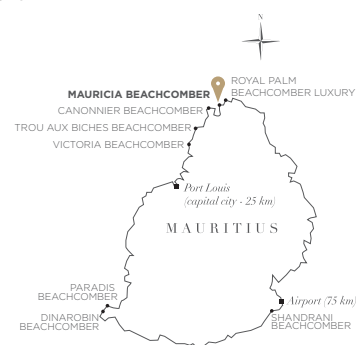 N
ROYAL PALM
BEACHCOMBER LUXURY
MAURICIA BEACHCOMBER
CANONNIER BEACHCOMBER
TROU AUX BICHES BEACHCOMBER
VICTORIA BEACHCOMBER
Port Louis
(capital city - 25 km)
MAURITIUS
PARADIS
BEACHCOMBER
DINAROBIN
BEACHCOMBER
Airport (75 km)
SHANDRANI
BEACHCOMBER